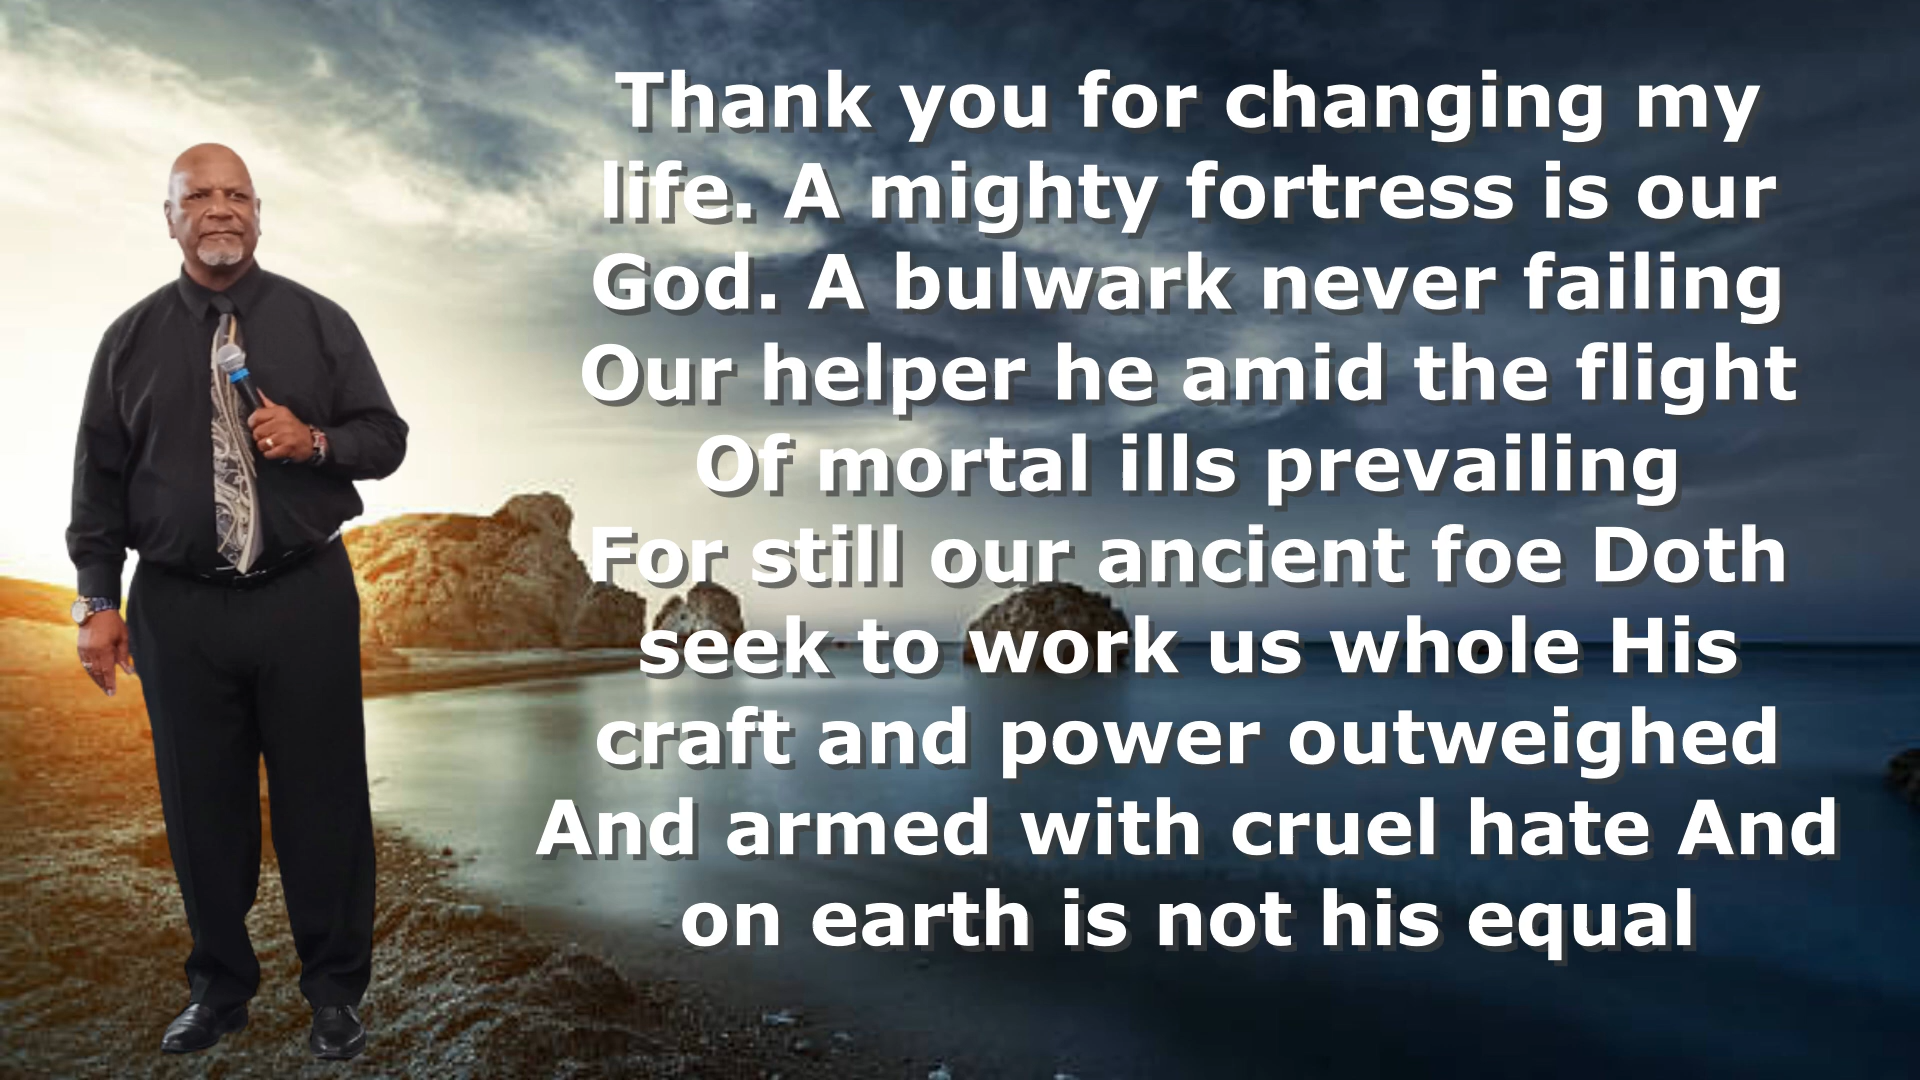 Thank you for changing my
life. A mighty fortress is our
God. A bulwark never failing
Our helper he amid the flight
Of mortal ills prevailing
For still our ancient foe Doth
seek to work us whole His
craft and power outweighed
And armed with cruel hate And
on earth is not his equal